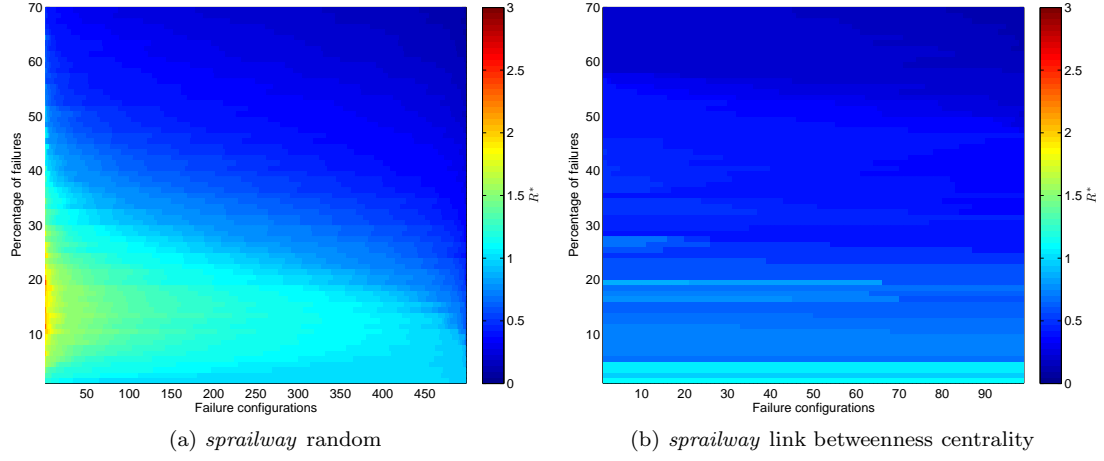 70
60
50
40
30
20
10
Percentage of failures
50 100 150 200 250 300 350 400 450
Failure configurations
3
2.5
2
1.5
1
0.5
0
R*
(a) sprailway random
70
60
50
40
30
20
10
Percentage of failures
10 20 30 40 50 60 70 80 90
Failure configurations
3
2.5
2
1.5
1
0.5
0
R*
(b) sprailway link betweenness centrality